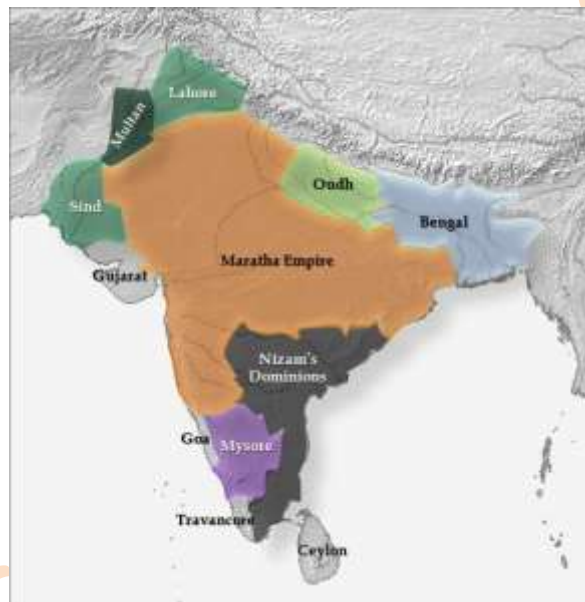 Lahore
Multan
Sind
Oudh
Bengal
Gujarat
Maratha Empire
Nizam's
Dominions
Goa
Mysore
Travancore
Ceylon